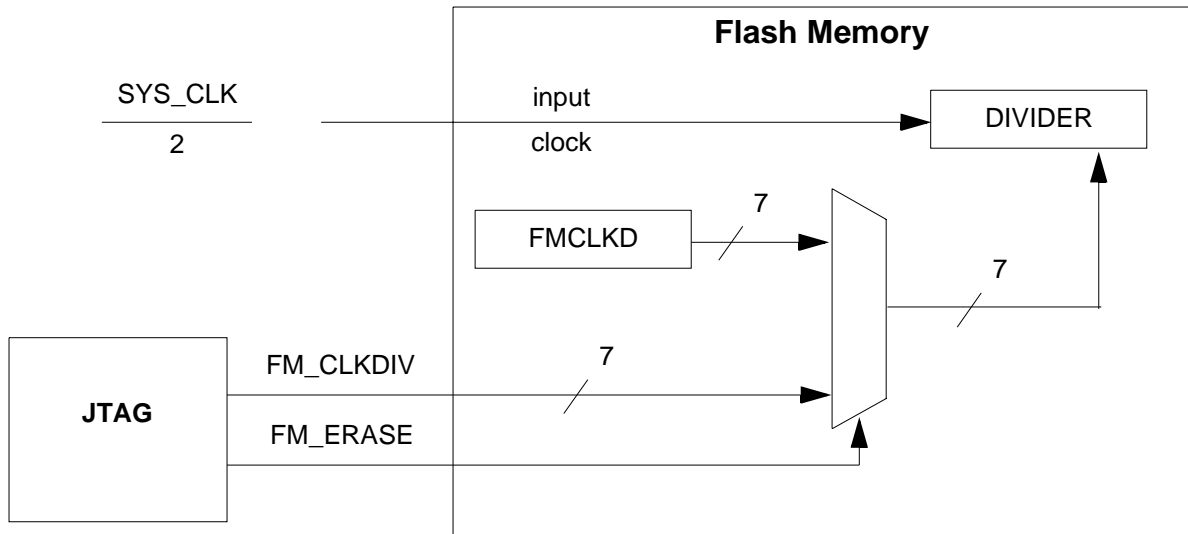 Flash Memory
SYS_CLK
2
input
clock
DIVIDER
FMCLKD
7
7
JTAG
FM_CLKDIV
7
FM_ERASE